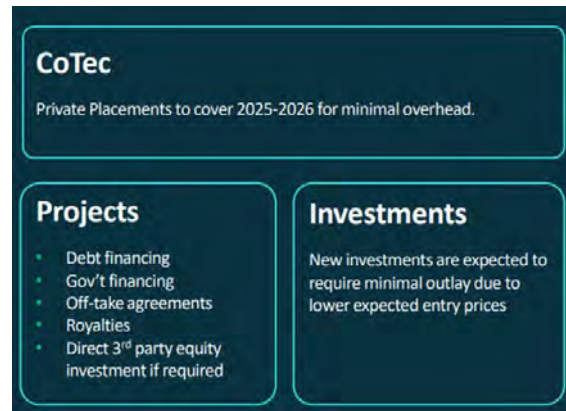 CoTec
Private Placements to cover 2025-2026 for minimal overhead.
Projects
• Debt financing
• Gov't financing
• Off-take agreements
• Royalties
• Direct 3rd party equity
investment if required
Investments
New investments are expected to
require minimal outlay due to
lower expected entry prices